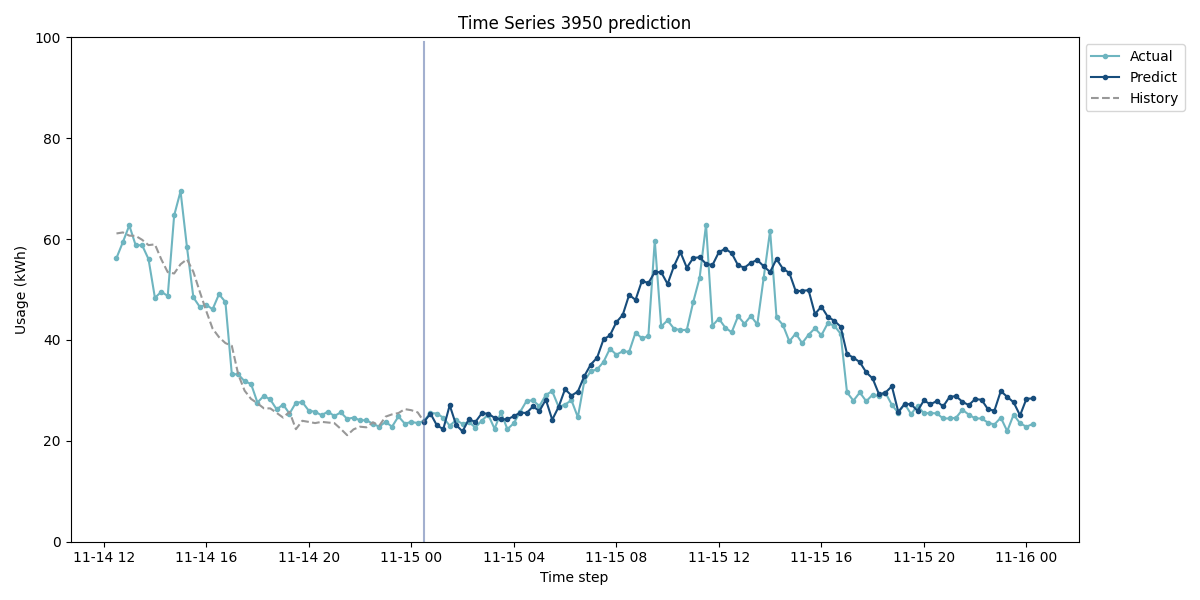 Time Series 3950 prediction
Usage (kWh)
100
80
60
40
20
0
11-14 12
11-14 16
11-14 20
11-15 00
11-15 04
11-15 08
11-15 12
11-15 16
11-15 20
11-16 00
Time step
Actual
Predict
History